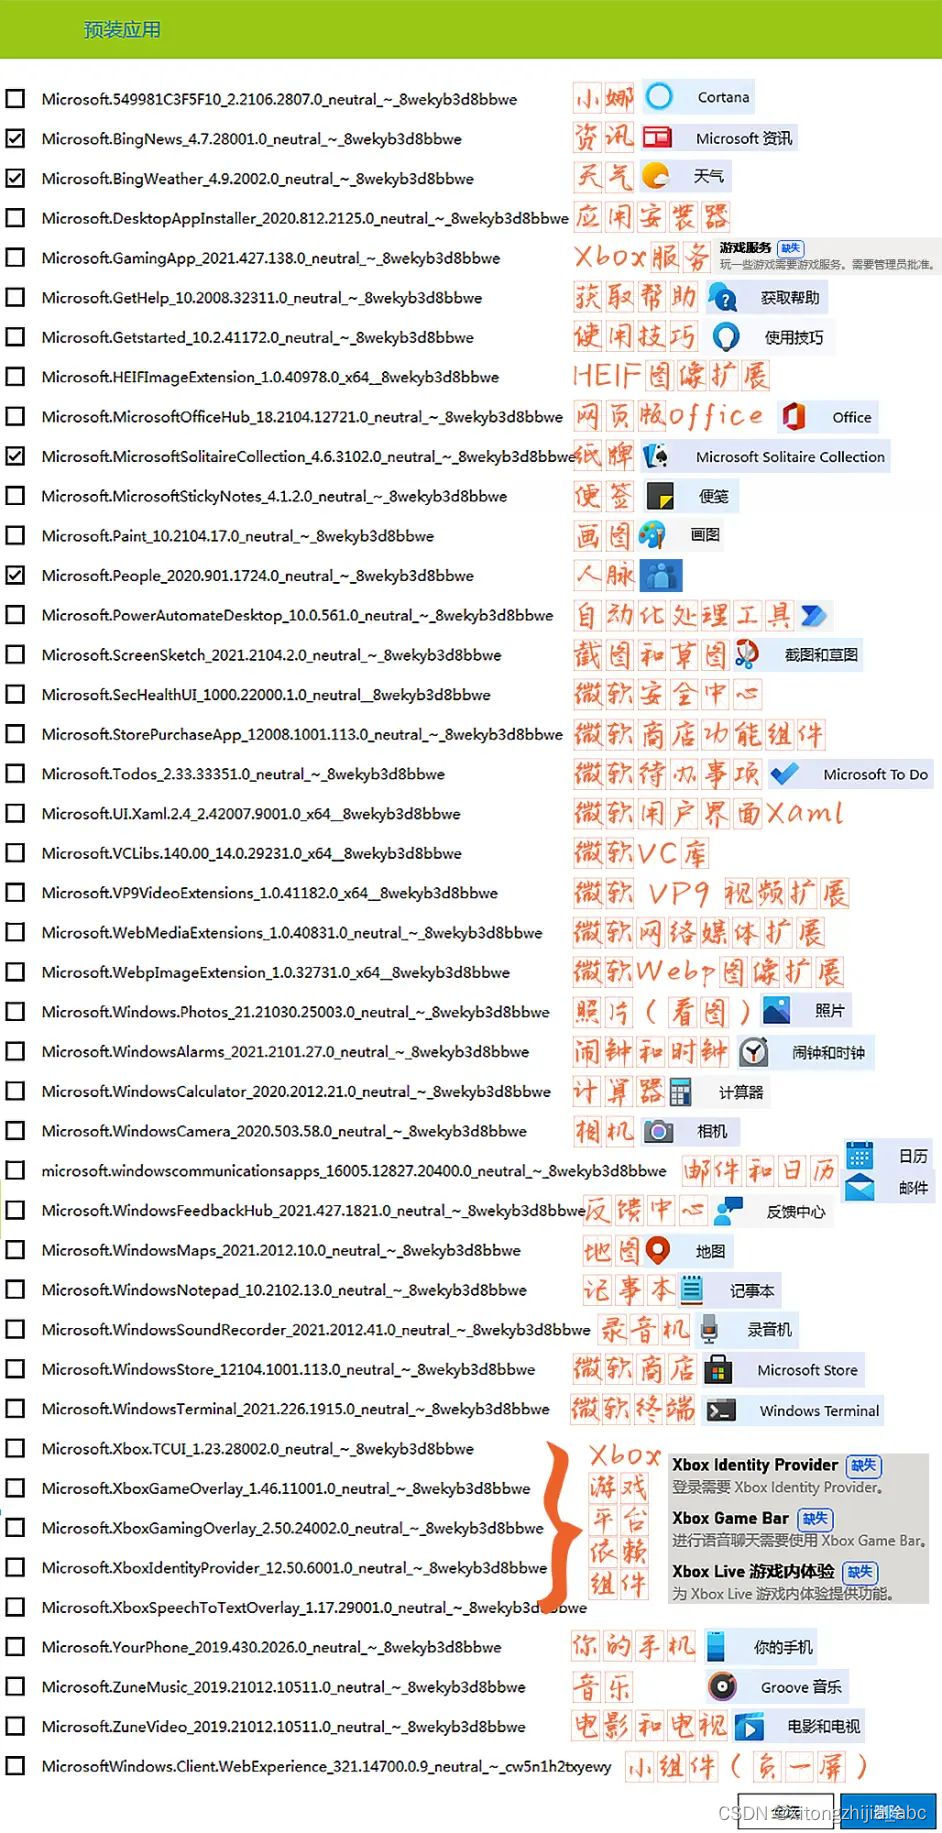 预装应用
Microsoft.549981C3F5F10_2.2106.2807.0_neutral_~_8wekyb3d8bbwe 小娜 Cortana
Microsoft.BingNews_4.7.28001.0_neutral_~_8wekyb3d8bbwe 资讯 Microsoft 资讯
Microsoft.BingWeather_4.9.2002.0_neutral_~_8wekyb3d8bbwe 天气 天气
Microsoft.DesktopAppInstaller_2020.812.2125.0_neutral_~_8wekyb3d8bbwe 应用安装器
Microsoft.GamingApp_2021.427.138.0_neutral_~_8wekyb3d8bbwe Xbox服务 游戏服务 缺失
玩一些游戏需要游戏服务。需要管理员批准。
Microsoft.GetHelp_10.2008.32311.0_neutral_~_8wekyb3d8bbwe 获取帮助 获取帮助
Microsoft.Getstarted_10.2.41172.0_neutral_~_8wekyb3d8bbwe 使用技巧 使用技巧
Microsoft.HEIFImageExtension_1.0.40978.0_x64__8wekyb3d8bbwe HEIF图像扩展
Microsoft.MicrosoftOfficeHub_18.2104.12721.0_neutral_~_8wekyb3d8bbwe 网页版office Office
Microsoft.MicrosoftSolitaireCollection_4.6.3102.0_neutral_~_8wekyb3d8bbwe 纸牌 Microsoft Solitaire Collection
Microsoft.MicrosoftStickyNotes_4.1.2.0_neutral_~_8wekyb3d8bbwe 便签 便笺
Microsoft.Paint_10.2104.17.0_neutral_~_8wekyb3d8bbwe 画图 画图
Microsoft.People_2020.901.1724.0_neutral_~_8wekyb3d8bbwe 人脉
Microsoft.PowerAutomateDesktop_10.0.561.0_neutral_~_8wekyb3d8bbwe 自动化处理工具
Microsoft.ScreenSketch_2021.2104.2.0_neutral_~_8wekyb3d8bbwe 截图和草图 截图和草图
Microsoft.SecHealthUI_1000.22000.1.0_neutral__8wekyb3d8bbwe 微软安全中心
Microsoft.StorePurchaseApp_12008.1001.113.0_neutral_~_8wekyb3d8bbwe 微软商店功能组件
Microsoft.Todos_2.33.33351.0_neutral_~_8wekyb3d8bbwe 微软待办事项 Microsoft To Do
Microsoft.UI.Xaml.2.4_2.42007.9001.0_x64__8wekyb3d8bbwe 微软用户界面Xaml
Microsoft.VCLibs.140.00_14.0.29231.0_x64__8wekyb3d8bbwe 微软VC库
Microsoft.VP9VideoExtensions_1.0.41182.0_x64__8wekyb3d8bbwe 微软 VP9 视频扩展
Microsoft.WebMediaExtensions_1.0.40831.0_neutral_~_8wekyb3d8bbwe 微软网络媒体扩展
Microsoft.WebpImageExtension_1.0.32731.0_x64__8wekyb3d8bbwe 微软Webp图像扩展
Microsoft.Windows.Photos_21.21030.25003.0_neutral_~_8wekyb3d8bbwe 照片(看图) 照片
Microsoft.WindowsAlarms_2021.2101.27.0_neutral_~_8wekyb3d8bbwe 闹钟和时钟 闹钟和时钟
Microsoft.WindowsCalculator_2020.2012.21.0_neutral_~_8wekyb3d8bbwe 计算器 计算器
Microsoft.WindowsCamera_2020.503.58.0_neutral_~_8wekyb3d8bbwe 相机 相机
microsoft.windowscommunicationsapps_16005.12827.20400.0_neutral_~_8wekyb3d8bbwe 邮件和日历 日历
邮件
Microsoft.WindowsFeedbackHub_2021.427.1821.0_neutral_~_8wekyb3d8bbwe 反馈中心 反馈中心
Microsoft.WindowsMaps_2021.2012.10.0_neutral_~_8wekyb3d8bbwe 地图 地图
Microsoft.WindowsNotepad_10.2102.13.0_neutral_~_8wekyb3d8bbwe 记事本 记事本
Microsoft.WindowsSoundRecorder_2021.2012.41.0_neutral_~_8wekyb3d8bbwe 录音机 录音机
Microsoft.WindowsStore_12104.1001.113.0_neutral_~_8wekyb3d8bbwe 微软商店 Microsoft Store
Microsoft.WindowsTerminal_2021.226.1915.0_neutral_~_8wekyb3d8bbwe 微软终端 Windows Terminal
Microsoft.Xbox.TCUI_1.23.28002.0_neutral_~_8wekyb3d8bbwe Xbox Xbox Identity Provider 缺失
Microsoft.XboxGameOverlay_1.46.11001.0_neutral_~_8wekyb3d8bbwe 游戏 登录需要 Xbox Identity Provider。
Microsoft.XboxGamingOverlay_2.50.24002.0_neutral_~_8wekyb3d8bbwe 平台 Xbox Game Bar 缺失
进行语音聊天需要使用 Xbox Game Bar。
Microsoft.XboxIdentityProvider_12.50.6001.0_neutral_~_8wekyb3d8bbwe 依赖 Xbox Live 游戏内体验 缺失
组件 为 Xbox Live 游戏内体验提供功能。
Microsoft.XboxSpeechToTextOverlay_1.17.29001.0_neutral_~_8wekyb3d8bbwe
Microsoft.YourPhone_2019.430.2026.0_neutral_~_8wekyb3d8bbwe 你的手机 你的手机
Microsoft.ZuneMusic_2019.21012.10511.0_neutral_~_8wekyb3d8bbwe 音乐 Groove 音乐
Microsoft.ZuneVideo_2019.21012.10511.0_neutral_~_8wekyb3d8bbwe 电影和电视 电影和电视
MicrosoftWindows.Client.WebExperience_321.14700.0.9_neutral_~_cw5n1h2txyewy 小组件(负一屏)
全选 删除
CSDN @xitongzhijia_abc